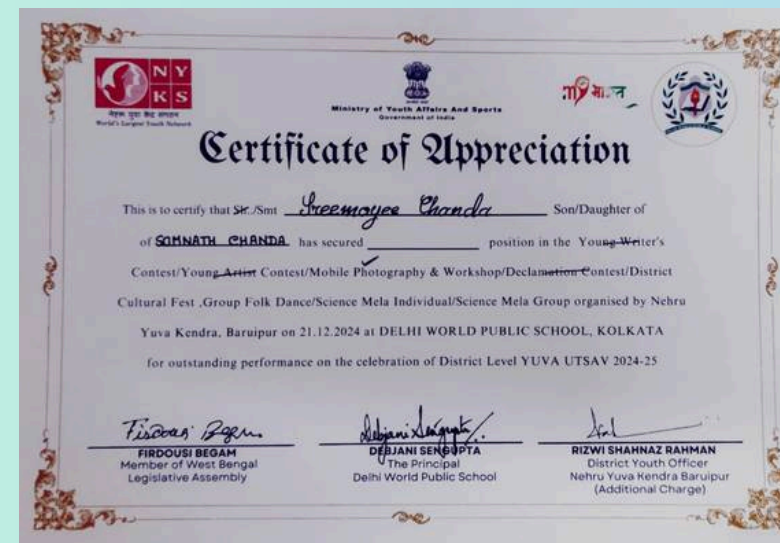 NY
KS
नेहरू युवा केंद्र संगठन
World's Largest Youth Network
Ministry of Youth Affairs And Sports
Government of India
Certificate of Appreciation
This is to certify that Sr./Smt Sreemoyee Chanda Son/Daughter of
of SOMNATH CHANDA has secured position in the Young Writer's
Contest/Young Artist Contest/Mobile Photography & Workshop/Declamation Contest/District
Cultural Fest ,Group Folk Dance/Science Mela Individual/Science Mela Group organised by Nehru
Yuva Kendra, Baruipur on 21.12.2024 at DELHI WORLD PUBLIC SCHOOL, KOLKATA
for outstanding performance on the celebration of District Level YUVA UTSAV 2024-25
Firdousi Begum
Debjani Sengupta
FIRDOUSI BEGAM
Member of West Bengal
Legislative Assembly
DEBJANI SENGUPTA
The Principal
Delhi World Public School
RIZWI SHAHNAZ RAHMAN
District Youth Officer
Nehru Yuva Kendra Baruipur
(Additional Charge)